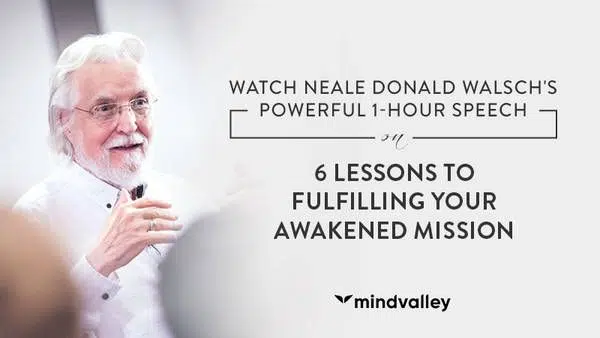 WATCH NEALE DONALD WALSCH'S
POWERFUL 1-HOUR SPEECH
on
6 LESSONS TO
FULFILLING YOUR
AWAKENED MISSION
mindvalley